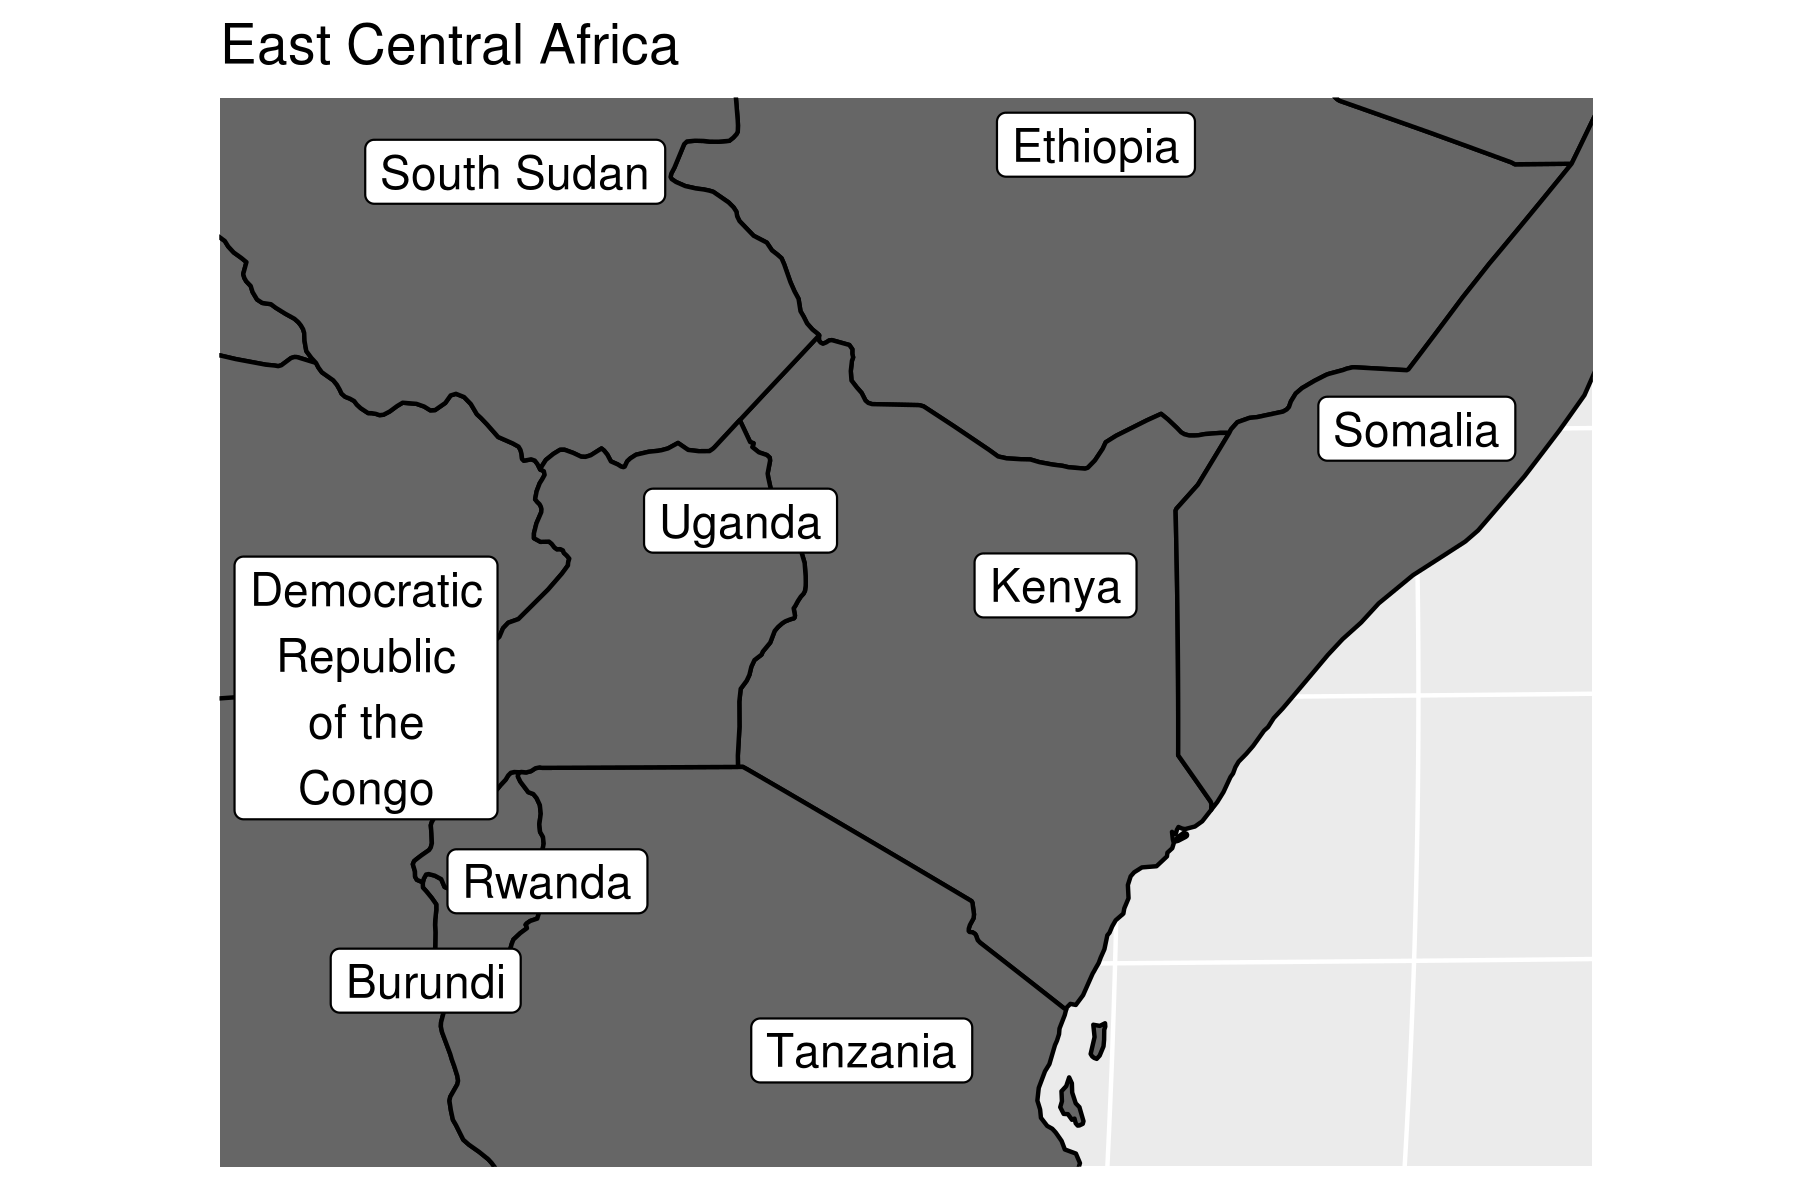 East Central Africa
Ethiopia
South Sudan
Somalia
Uganda
Kenya
Democratic
Republic
of the
Congo
Rwanda
Burundi
Tanzania